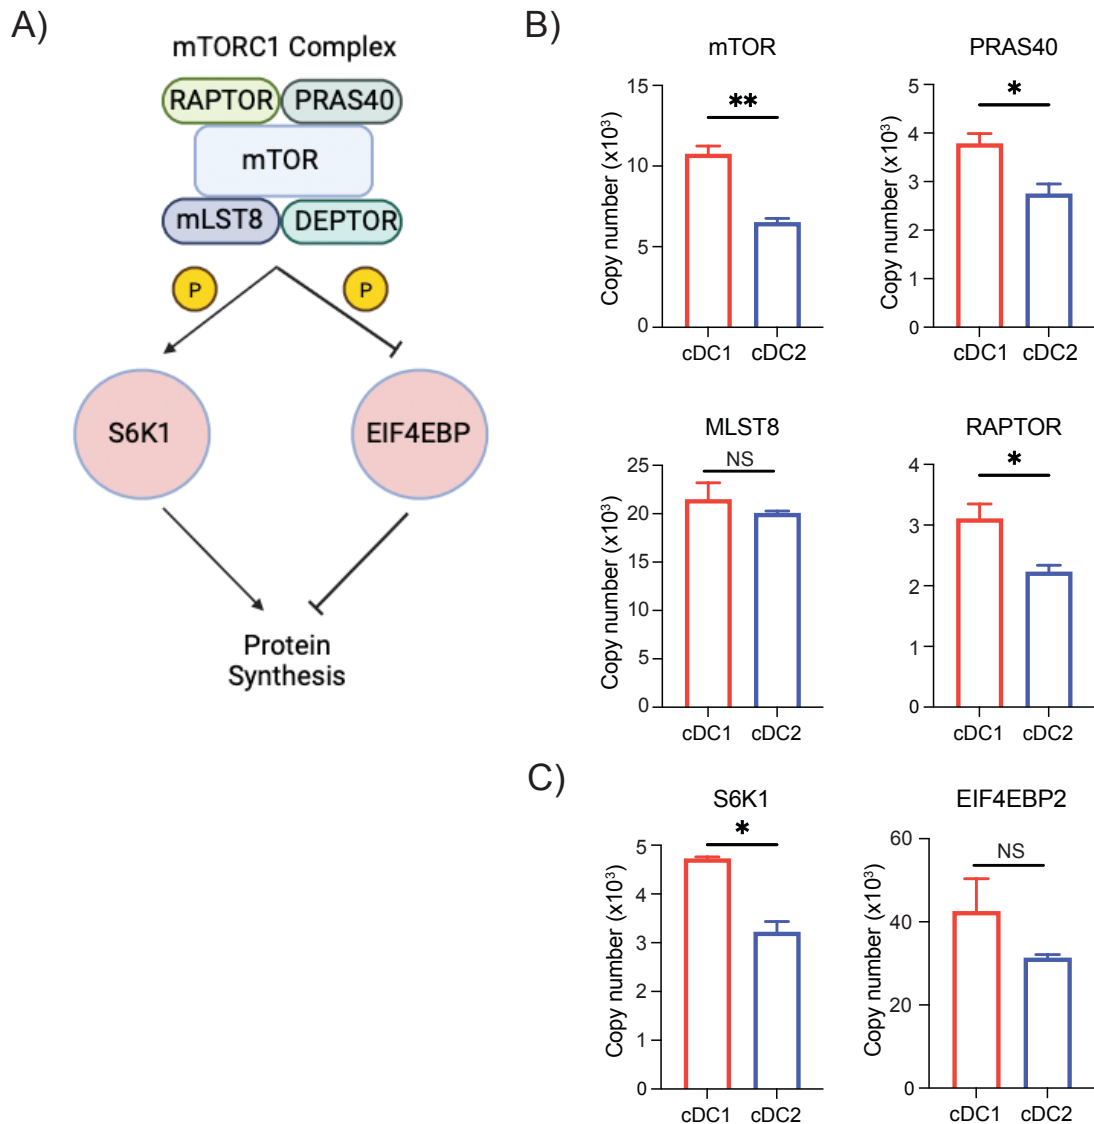 A)
mTORC1 Complex
RAPTOR PRAS40
mTOR
mLST8 DEPTOR
P P
S6K1 EIF4EBP
Protein
Synthesis
B)
mTOR
Copy number (x10³)
15
10
5
0
**
cDC1 cDC2
PRAS40
Copy number (x10³)
5
4
3
2
1
0
*
cDC1 cDC2
MLST8
Copy number (x10³)
25
20
15
10
5
0
NS
cDC1 cDC2
RAPTOR
Copy number (x10³)
4
3
2
1
0
*
cDC1 cDC2
C)
S6K1
Copy number (x10³)
5
4
3
2
1
0
*
cDC1 cDC2
EIF4EBP2
Copy number (x10³)
60
40
20
0
NS
cDC1 cDC2